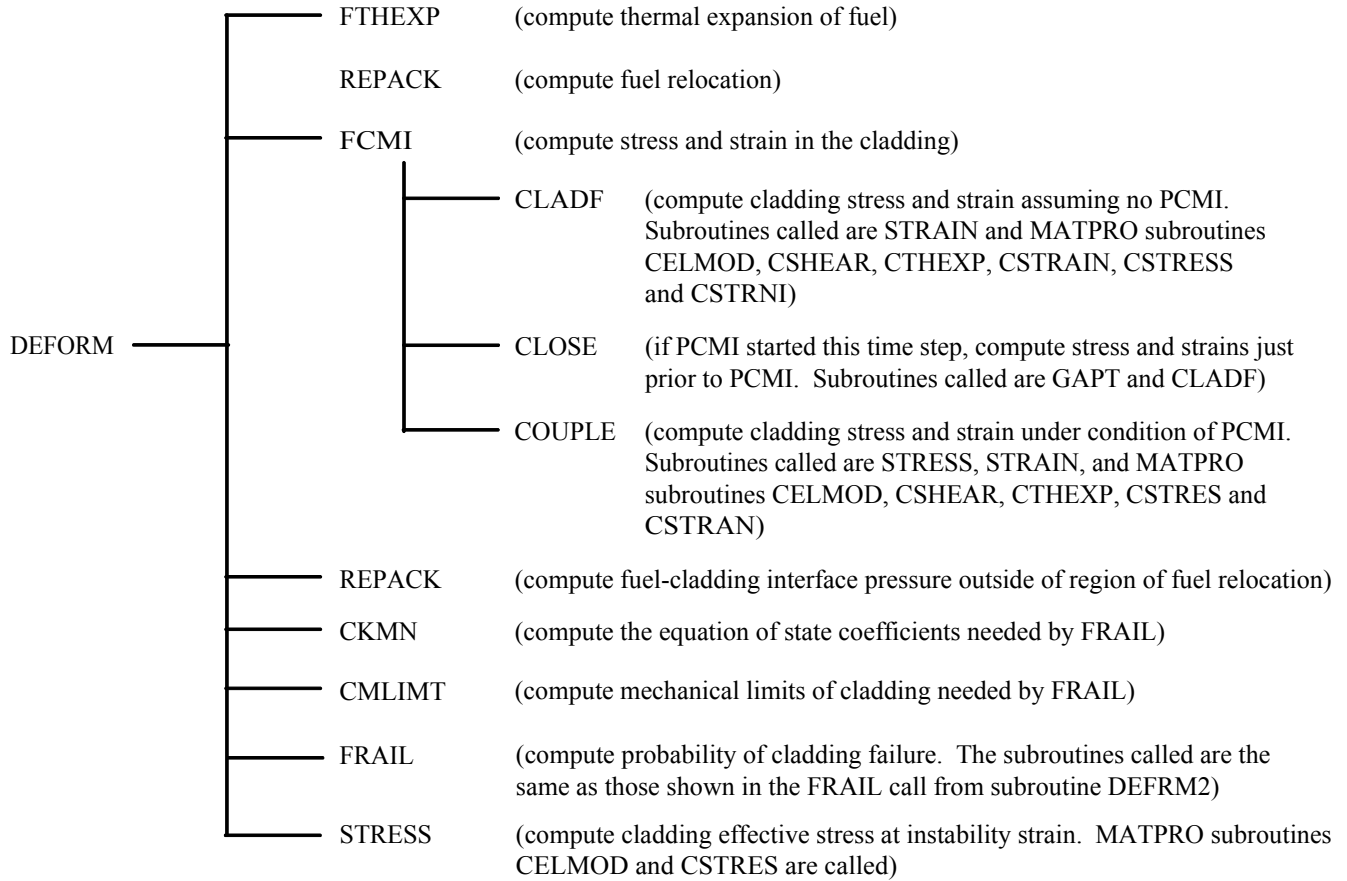 FTHEXP (compute thermal expansion of fuel)
REPACK (compute fuel relocation)
FCMI (compute stress and strain in the cladding)
CLADF (compute cladding stress and strain assuming no PCMI.
Subroutines called are STRAIN and MATPRO subroutines
CELMOD, CSHEAR, CTHEXP, CSTRAIN, CSTRESS
and CSTRNI)
DEFORM
CLOSE (if PCMI started this time step, compute stress and strains just
prior to PCMI. Subroutines called are GAPT and CLADF)
COUPLE (compute cladding stress and strain under condition of PCMI.
Subroutines called are STRESS, STRAIN, and MATPRO
subroutines CELMOD, CSHEAR, CTHEXP, CSTRES and
CSTRAN)
REPACK (compute fuel-cladding interface pressure outside of region of fuel relocation)
CKMN (compute the equation of state coefficients needed by FRAIL)
CMLIMT (compute mechanical limits of cladding needed by FRAIL)
FRAIL (compute probability of cladding failure. The subroutines called are the
same as those shown in the FRAIL call from subroutine DEFRM2)
STRESS (compute cladding effective stress at instability strain. MATPRO subroutines
CELMOD and CSTRES are called)